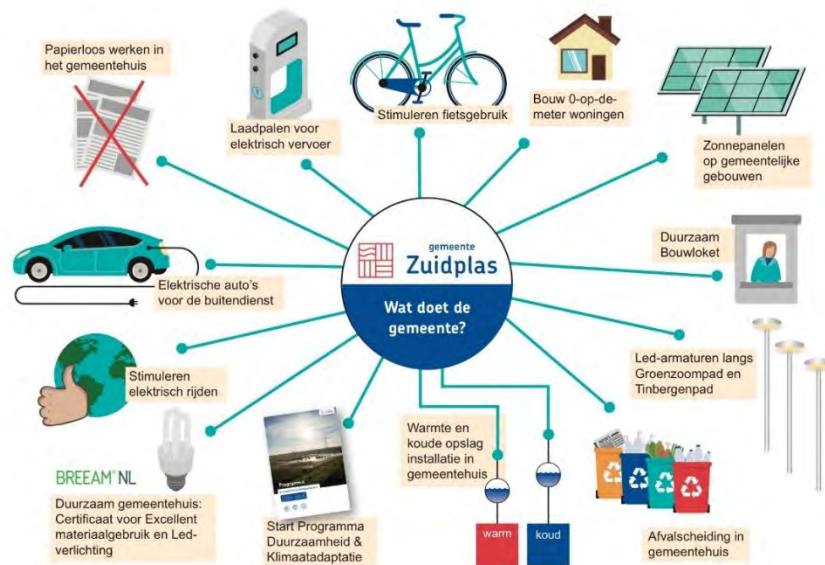 Papierloos werken in
het gemeentehuis
Laadpalen voor
elektrisch vervoer
Stimuleren fietsgebruik
Bouw 0-op-de-
meter woningen
Zonnepanelen
op gemeentelijke
gebouwen
gemeente
Zuidplas
Wat doet de
gemeente?
Duurzaam
Bouwloket
Elektrische auto's
voor de buitendienst
Led-armaturen langs
Groenzoompad en
Tinbergenpad
Stimuleren
elektrisch rijden
Warmte en
koude opslag
installatie in
gemeentehuis
BREEAM® NL
Duurzaam gemeentehuis:
Certificaat voor Excellent
materiaalgebruik en Led-
verlichting
Programma
Start Programma
Duurzaamheid &
Klimaatadaptatie
warm
koud
Afvalscheiding in
gemeentehuis